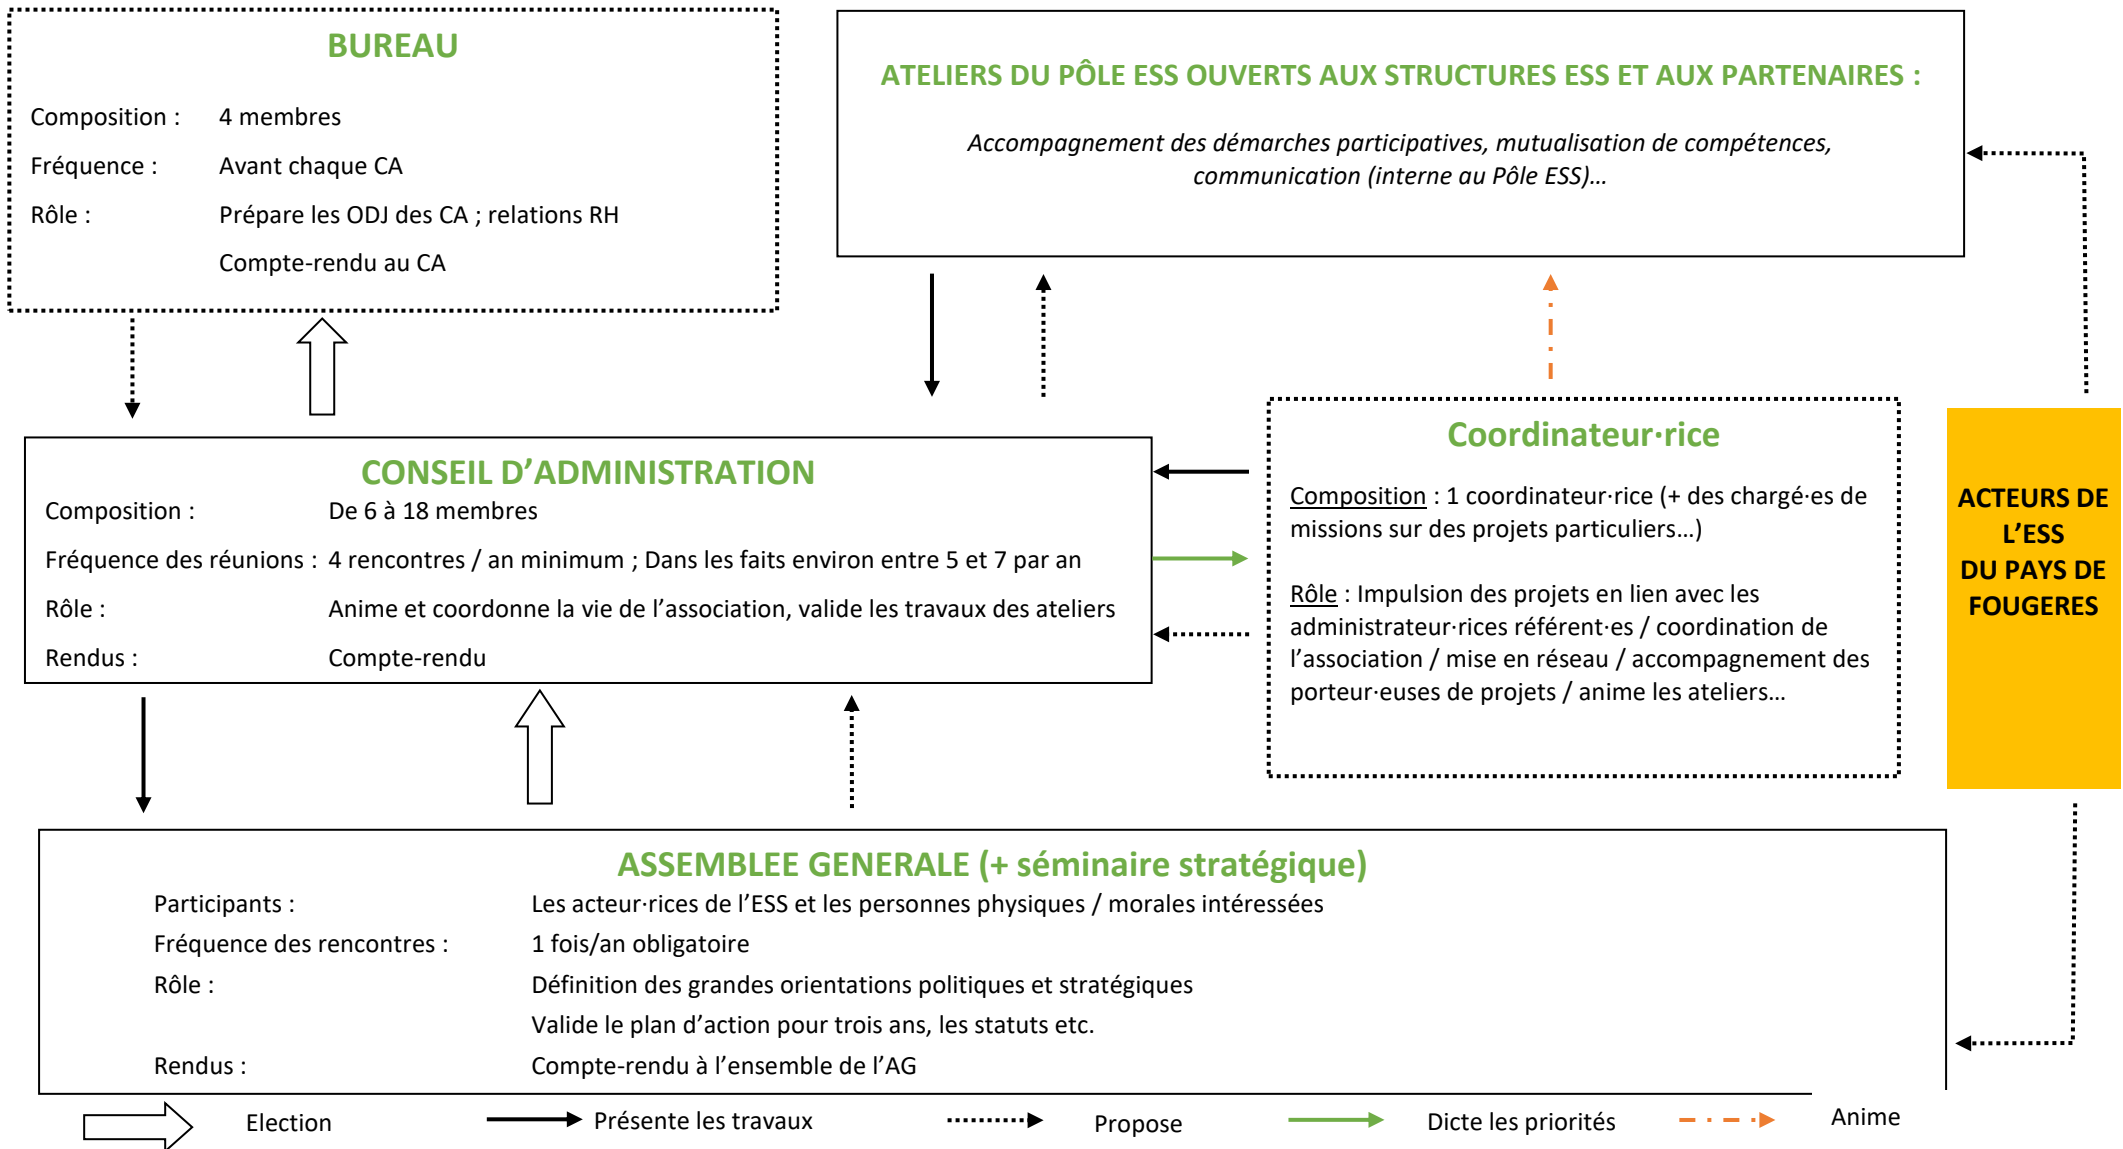 BUREAU
Composition : 4 membres
Fréquence : Avant chaque CA
Rôle : Prépare les ODJ des CA ; relations RH
Compte-rendu au CA
ATELIERS DU PÔLE ESS OUVERTS AUX STRUCTURES ESS ET AUX PARTENAIRES :
Accompagnement des démarches participatives, mutualisation de compétences,
communication (interne au Pôle ESS)…
CONSEIL D’ADMINISTRATION
Composition : De 6 à 18 membres
Fréquence des réunions : 4 rencontres / an minimum ; Dans les faits environ entre 5 et 7 par an
Rôle : Anime et coordonne la vie de l’association, valide les travaux des ateliers
Rendus : Compte-rendu
Coordinateur·rice
Composition : 1 coordinateur·rice (+ des chargé·es de
missions sur des projets particuliers…)
Rôle : Impulsion des projets en lien avec les
administrateur·rices référent·es / coordination de
l’association / mise en réseau / accompagnement des
porteur·euses de projets / anime les ateliers…
ACTEURS DE
L’ESS
DU PAYS DE
FOUGERES
ASSEMBLEE GENERALE (+ séminaire stratégique)
Participants : Les acteur·rices de l’ESS et les personnes physiques / morales intéressées
Fréquence des rencontres : 1 fois/an obligatoire
Rôle : Définition des grandes orientations politiques et stratégiques
Valide le plan d’action pour trois ans, les statuts etc.
Rendus : Compte-rendu à l’ensemble de l’AG
Election
Présente les travaux
Propose
Dicte les priorités
Anime